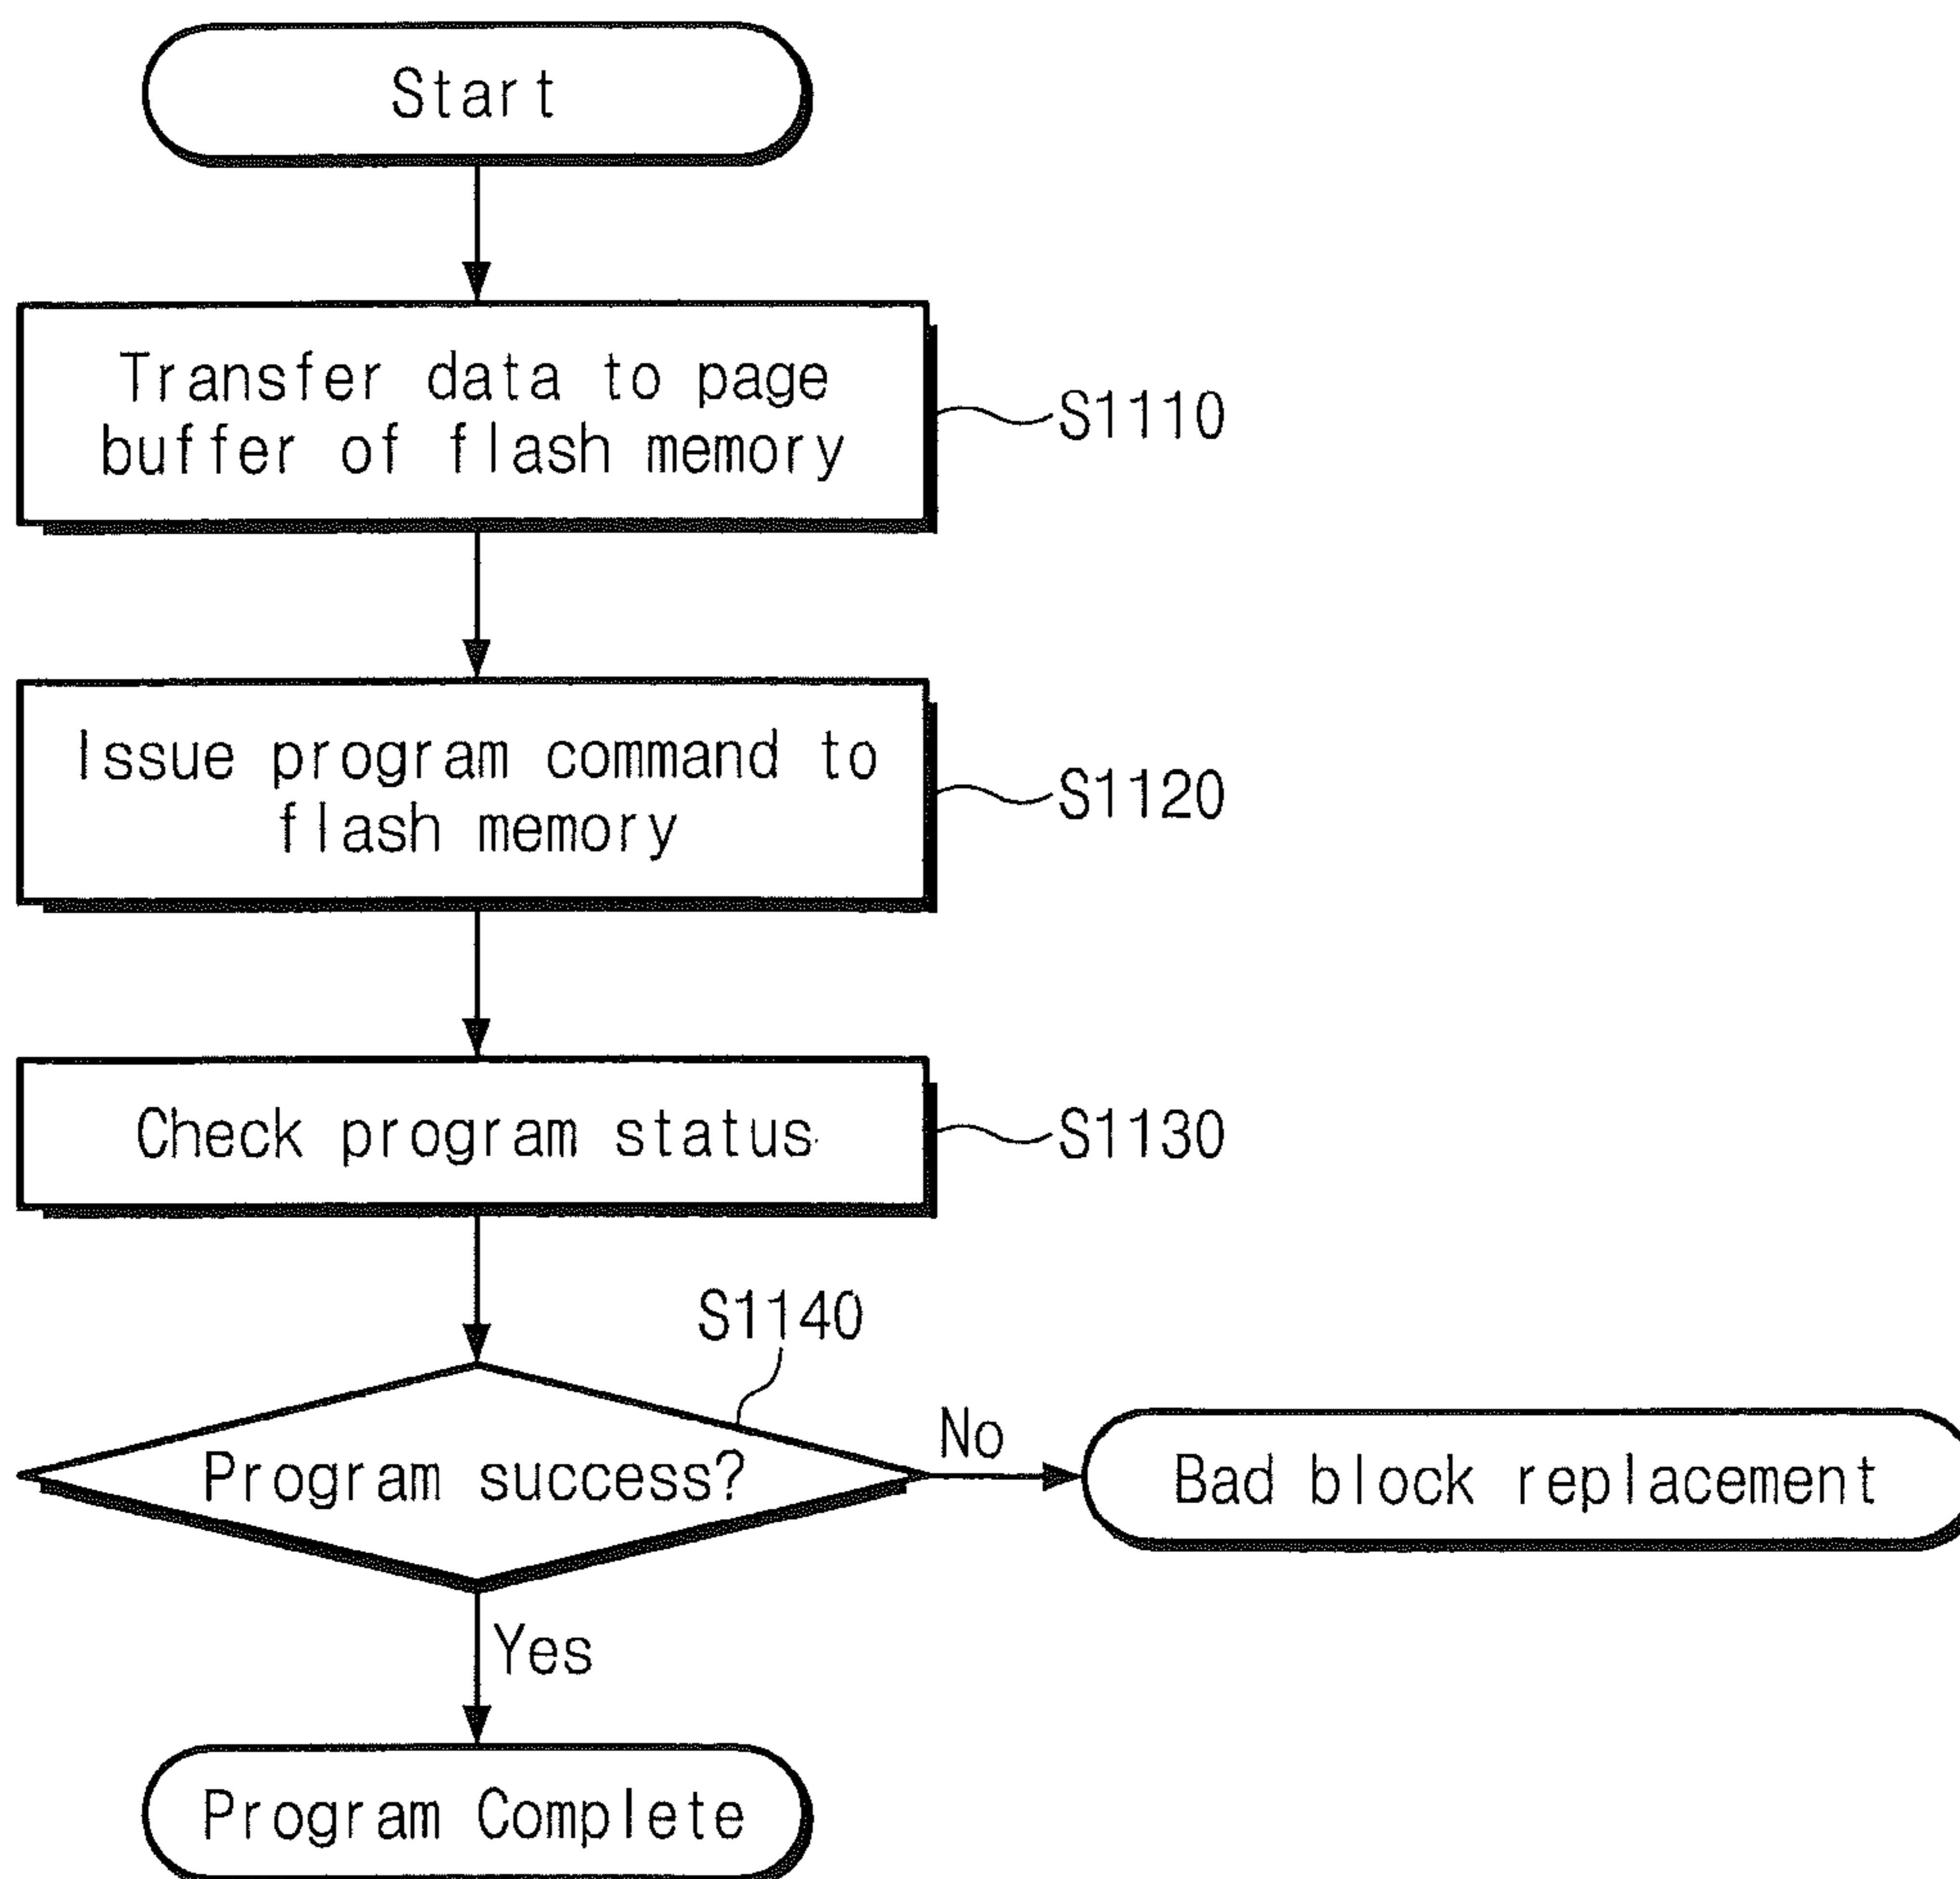 Start
Transfer data to page
buffer of flash memory
S1110
Issue program command to
flash memory
S1120
Check program status
S1130
S1140
Program success?
No
Bad block replacement
Yes
Program Complete